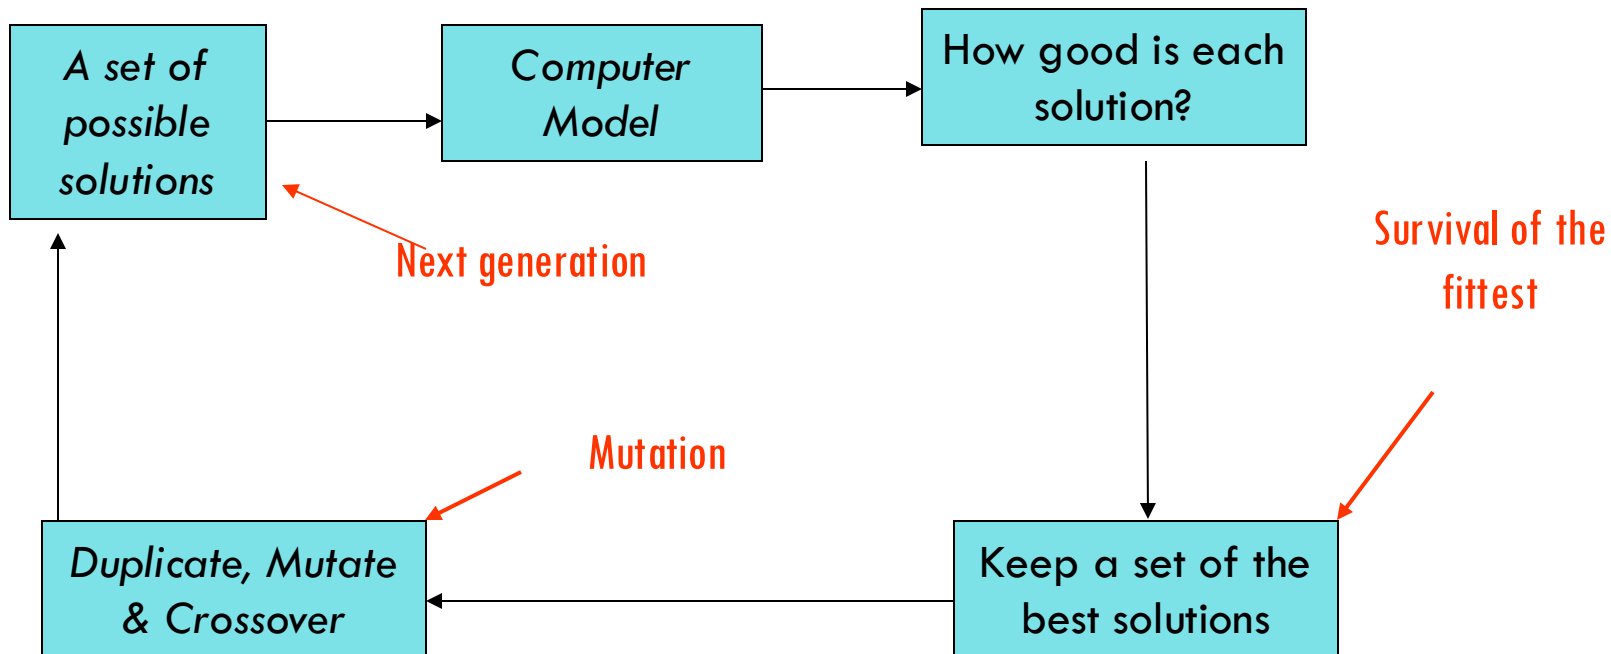 A set of
possible
solutions
Computer
Model
How good is each
solution?
Next generation
Survival of the
fittest
Mutation
Duplicate, Mutate
& Crossover
Keep a set of the
best solutions